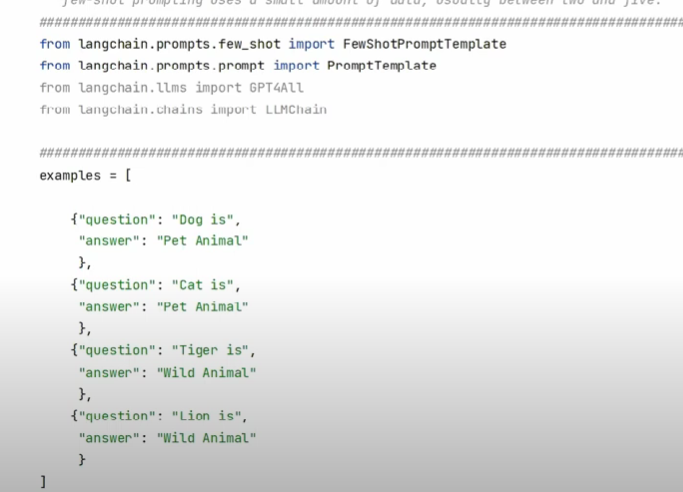 few-shot prompting uses a small amount of data, usually between two and five.
################################################################################
from langchain.prompts.few_shot import FewShotPromptTemplate
from langchain.prompts.prompt import PromptTemplate
from langchain.llms import GPT4All
from langchain.chains import LLMChain
################################################################################
examples = [
{"question": "Dog is",
"answer": "Pet Animal"
},
{"question": "Cat is",
"answer": "Pet Animal"
},
{"question": "Tiger is",
"answer": "Wild Animal"
},
{"question": "Lion is",
"answer": "Wild Animal"
}
]